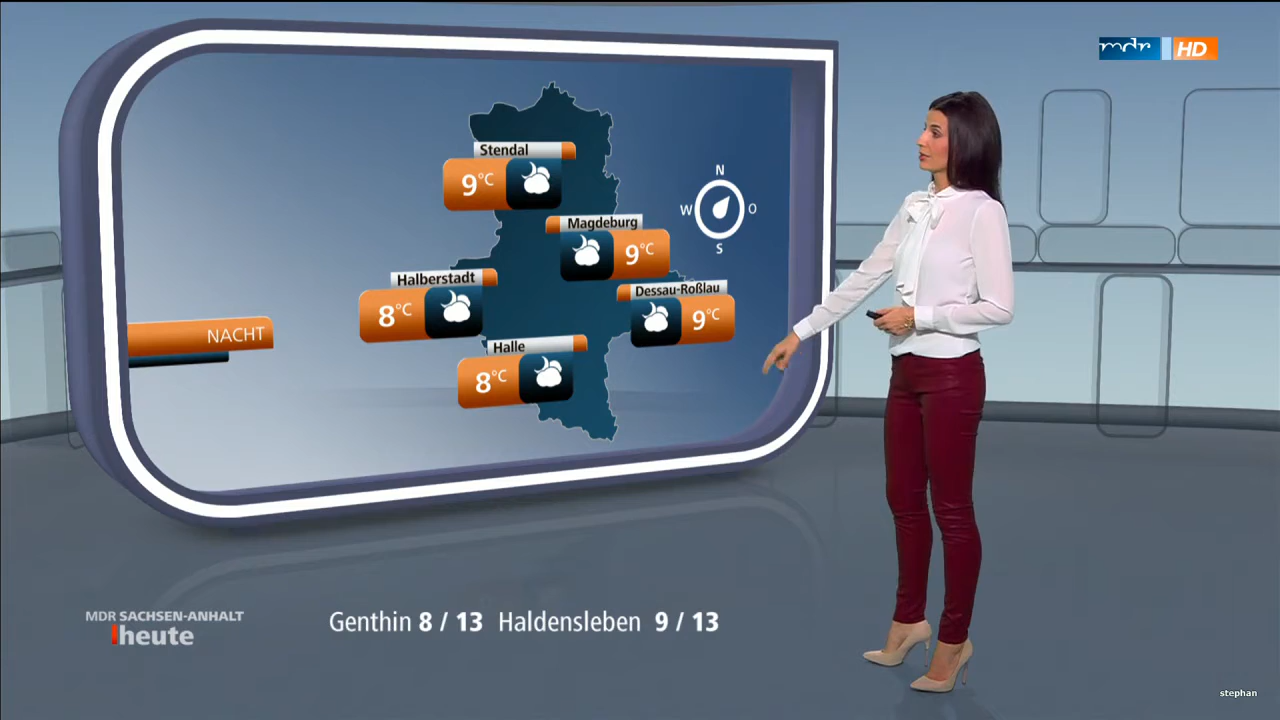 mdr HD
Stendal
9°C
N
W O
S
Magdeburg
9°C
Halberstadt
8°C
Dessau-Roßlau
9°C
NACHT
Halle
8°C
MDR SACHSEN-ANHALT
heute
Genthin 8 / 13 Haldensleben 9 / 13
stephan